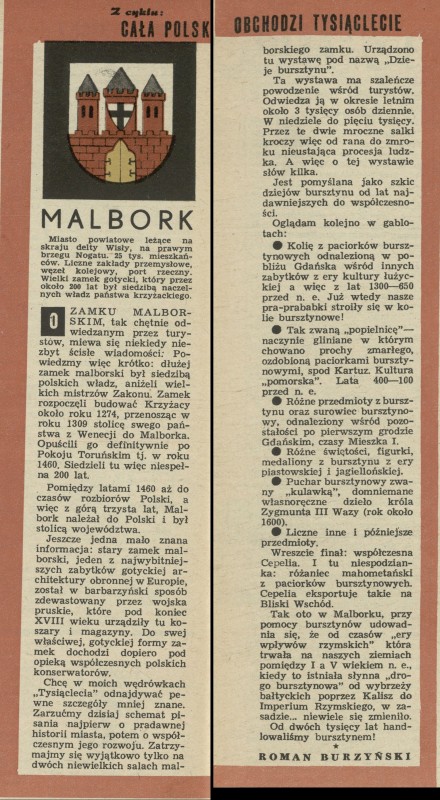 Z cyklu:
CAŁA POLSK OBCHODZI TYSIĄCLECIE
MALBORK
Miasto powiatowe leżące na
skraju delty Wisły, na prawym
brzegu Nogatu. 25 tys. mieszkań-
ców. Liczne zakłady przemysłowe,
węzeł kolejowy, port rzeczny.
Wielki zamek gotycki, który przez
około 200 lat był siedzibą naczel-
nych władz państwa krzyżackiego.
O ZAMKU MALBOR-
SKIM, tak chętnie od-
wiedzanym przez tury-
stów, miewa się niekiedy nie-
zbyt ścisłe wiadomości. Po-
wiedzmy więc krótko: dłużej
zamek malborski był siedzibą
polskich władz, aniżeli wiel-
kich mistrzów Zakonu. Zamek
rozpoczęli budować Krzyżacy
około roku 1274, przenosząc w
roku 1309 stolicę swego pań-
stwa z Wenecji do Malborka.
Opuścili go definitywnie po
Pokoju Toruńskim tj. w roku
1460. Siedzieli tu więc niespeł-
na 200 lat.
Pomiędzy latami 1460 aż do
czasów rozbiorów Polski, a
więc z górą trzysta lat, Mal-
bork należał do Polski i był
stolicą województwa.
Jeszcze jedna mało znana
informacja: stary zamek mal-
borski, jeden z najwybitniej-
szych zabytków gotyckiej ar-
chitektury obronnej w Europie,
został w barbarzyński sposób
zdewastowany przez wojska
pruskie, które pod koniec
XVIII wieku urządziły tu ko-
szary i magazyny. Do swej
właściwej, gotyckiej formy za-
mek dochodzi dopiero pod
opieką współczesnych polskich
konserwatorów.
Chcę w moich wędrówkach
„Tysiąclecia” odnajdywać pe-
wne szczegóły mniej znane.
Zarzućmy dzisiaj schemat pi-
sania najpierw o pradawnej
historii miasta, potem o współ-
czesnym jego rozwoju. Zatrzy-
majmy się wyjątkowo tylko na
dwóch niewielkich salach mal-
borskiego zamku. Urządzono
tu wystawę pod nazwą „Dzie-
je bursztynu”.
Ta wystawa ma szaleńcze
powodzenie wśród turystów.
Odwiedza ją w okresie letnim
około 3 tysięcy osób dziennie.
W niedziele do pięciu tysięcy.
Przez te dwie mroczne salki
kroczy więc od rana do zmro-
ku nieustająca procesja ludz-
ka. A więc o tej wystawie
słów kilka.
Jest pomyślana jako szkic
dziejów bursztynu od lat naj-
dawniejszych do współczesno-
ści.
Oglądam kolejno w gablo-
tach:
● Kolię z paciorków burszt-
tynowych odnalezioną w po-
bliżu Gdańska wśród innych
zabytków z ery kultury łużyc-
kiej a więc z lat 1300—650
przed n. e. Już wtedy nasze
pra-prababki stroiły się w ko-
lie bursztynowe!
● Tak zwaną „popielnicę”—
naczynie gliniane w którym
chowano prochy zmarłego,
ozdobioną paciorkami burszty-
nowymi, spod Kartuz. Kultura
„pomorska”. Lata 400—100
przed n. e.
● Różne przedmioty z bursz-
tynu oraz surowiec bursztyno-
wy, odnaleziony wśród pozo-
stałości po pierwszym grodzie
Gdańskim, czasy Mieszka I.
● Różne świętości, figurki,
medaliony z bursztynu z ery
piastowskiej i jagiellońskiej.
● Puchar bursztynowy zwa-
ny „kulawką”, domniemane
własnoręczne dzieło króla
Zygmunta III Wazy (rok około
1600).
● Liczne inne i późniejsze
przedmioty.
Wreszcie finał: współczesna
Cepelia. I tu niespodzian-
ka: różaniec mahometański
z paciorków bursztynowych.
Cepelia eksportuje takie na
Bliski Wschód.
Tak oto w Malborku, przy
pomocy bursztynów udowad-
nia się, że od czasów „ery
wpływów rzymskich” która
trwała na naszych ziemiach
pomiędzy I a V wiekiem n. e.,
kiedy to istniała słynna „dro-
go bursztynowa” od wybrzeży
bałtyckich poprzez Kalisz do
Imperium Rzymskiego, w za-
sadzie... niewiele się zmieniło.
Od dwóch tysięcy lat hand-
lowaliśmy bursztynem!
★
ROMAN BURZYŃSKI